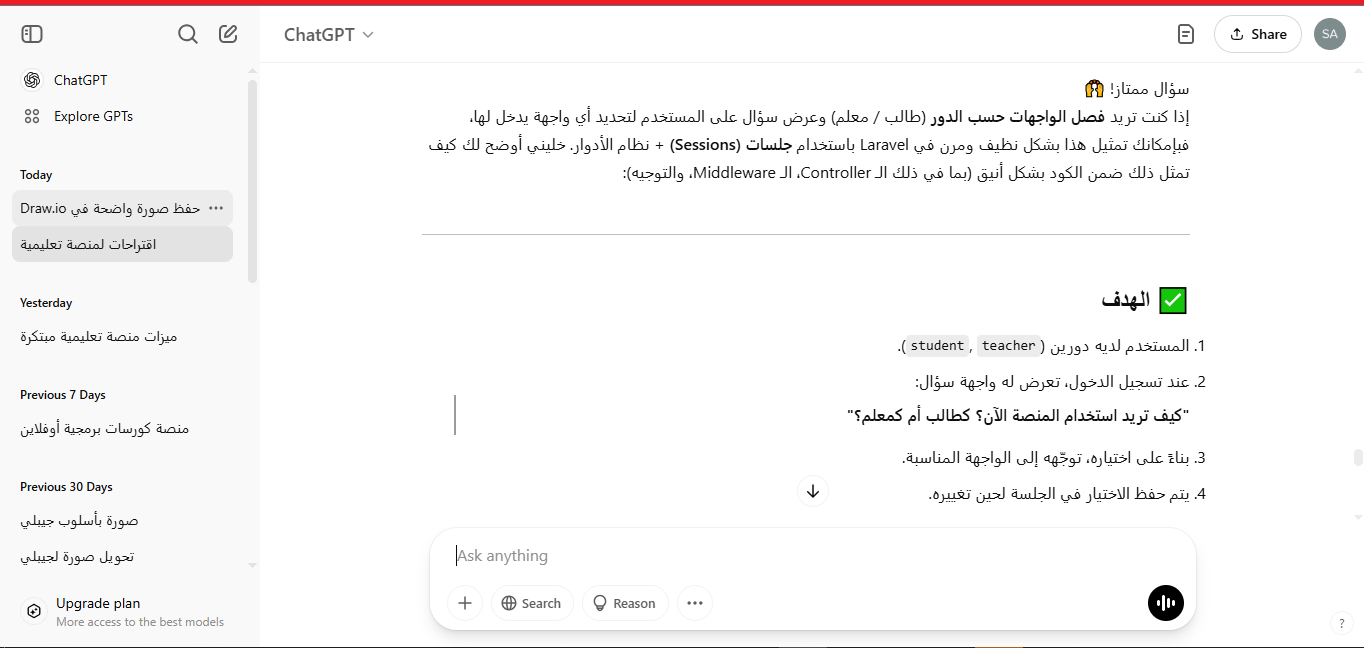 ChatGPT
Explore GPTs
Today
حفظ صورة واضحة في Draw.io
اقتراحات لمنصة تعليمية
Yesterday
ميزات منصة تعليمية مبتكرة
Previous 7 Days
منصة كورسات برمجية أوفلاين
Previous 30 Days
صورة بأسلوب جيبلي
تحويل صورة لجيبلي
Upgrade plan
More access to the best models
ChatGPT
Share
SA
سؤال ممتاز! 🙌
إذا كنت تريد فصل الواجهات حسب الدور (طالب / معلم) وعرض سؤال على المستخدم لتحديد أي واجهة يدخل لها،
فبإمكانك تمثيل هذا بشكل نظيف ومرن في Laravel باستخدام جلسات (Sessions) + نظام الأدوار. خليني أوضح لك كيف
تمثل ذلك ضمن الكود بشكل أنيق (بما في ذلك الـ Controller، الـ Middleware، والتوجيه):
✅ الهدف
1. المستخدم لديه دورين (student, teacher).
2. عند تسجيل الدخول، تعرض له واجهة سؤال:
"كيف تريد استخدام المنصة الآن؟ كطالب أم كمعلم؟"
3. بناءً على اختياره، توجّهه إلى الواجهة المناسبة.
4. يتم حفظ الاختيار في الجلسة لحين تغييره.
Ask anything
Search
Reason
?